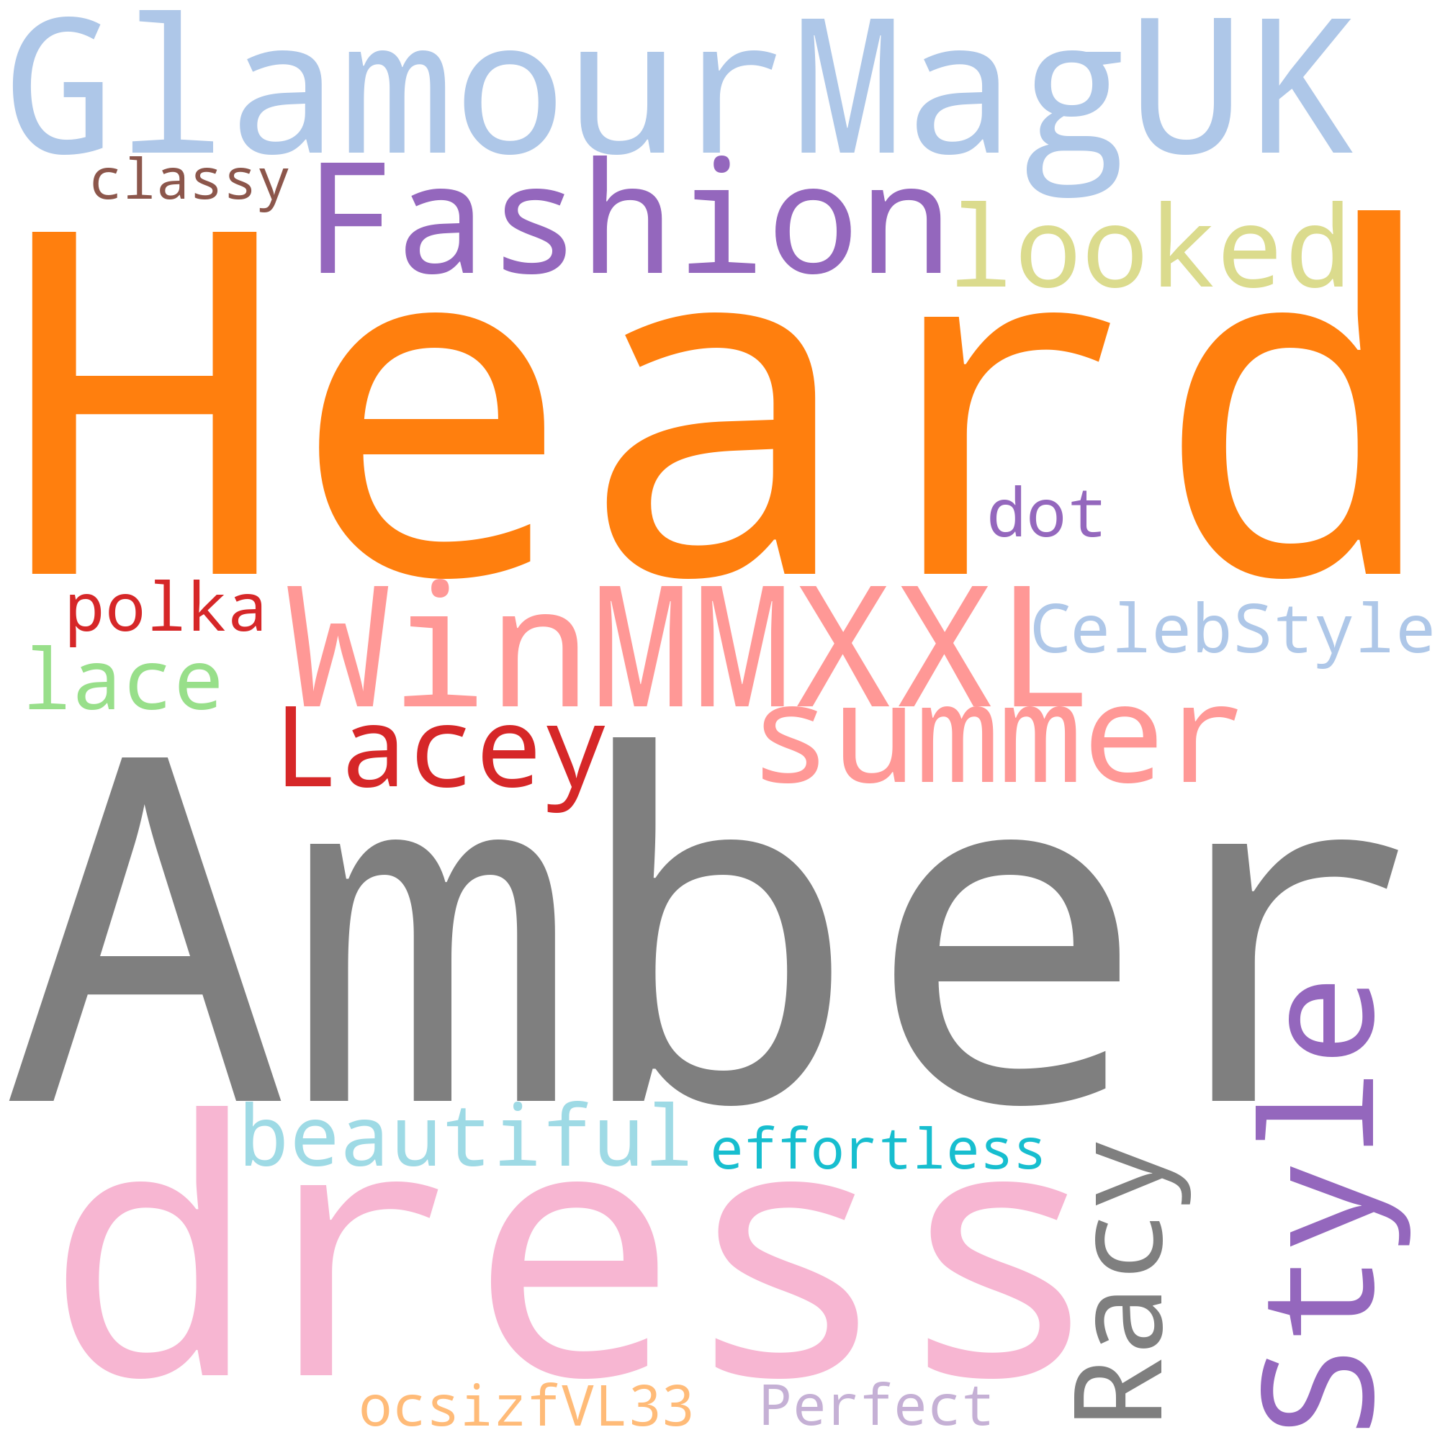 GlamourMagUK
classy
Fashion
looked
Heard
dot
polka
WinMMXXL
CelebStyle
lace
Lacey
summer
Amber
Style
beautiful
effortless
Racy
dress
ocsizfVL33
Perfect